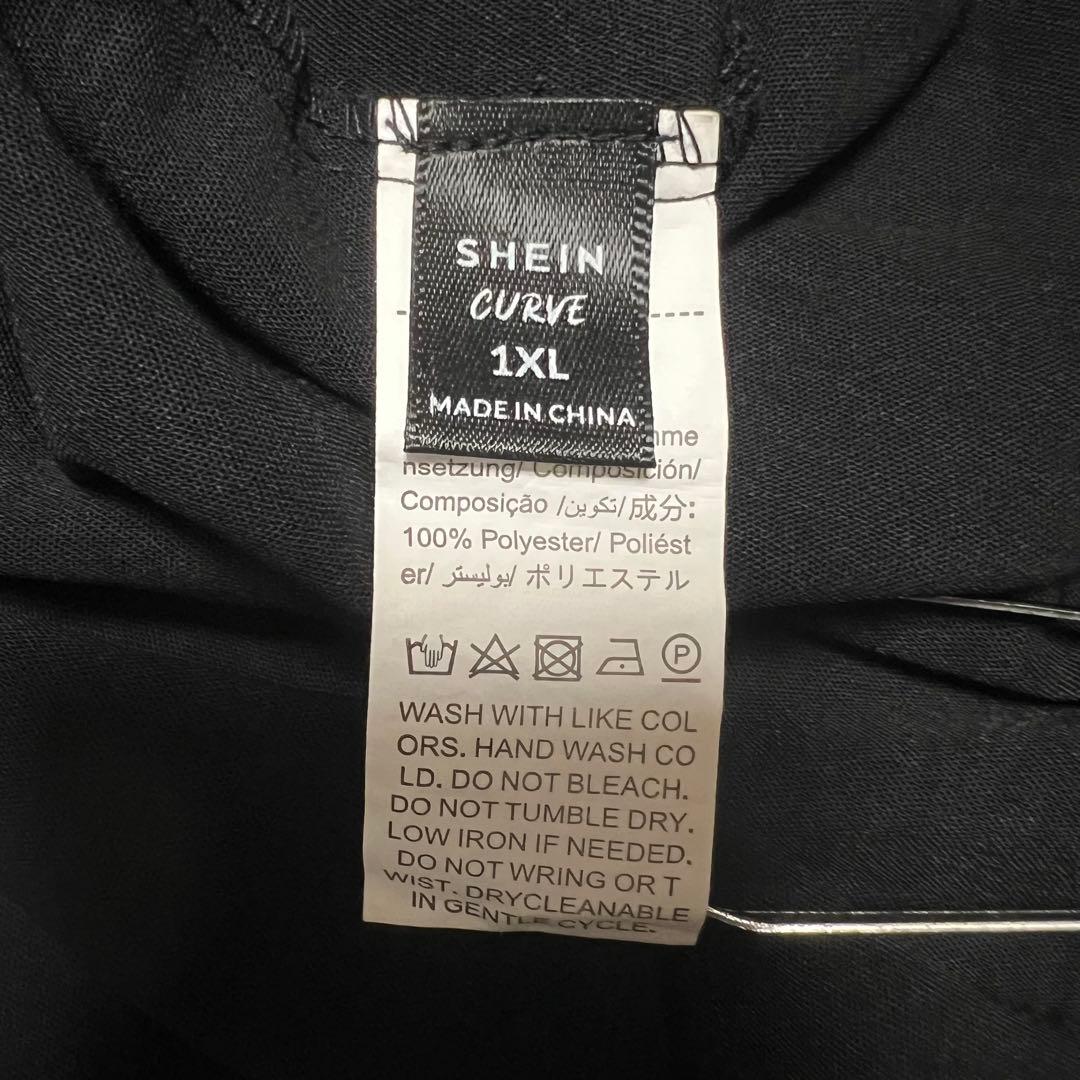 SHEIN
CURVE
1XL
MADE IN CHINA
mme
nsetzung/ Composición/
Composição /تكوين/成分:
100% Polyester/ Poliést
er/ بوليستر/ ポリエステル
P
WASH WITH LIKE COL
ORS. HAND WASH CO
LD. DO NOT BLEACH.
DO NOT TUMBLE DRY.
LOW IRON IF NEEDED.
DO NOT WRING OR T
WIST. DRYCLEANABLE
IN GENTLE CYCLE.